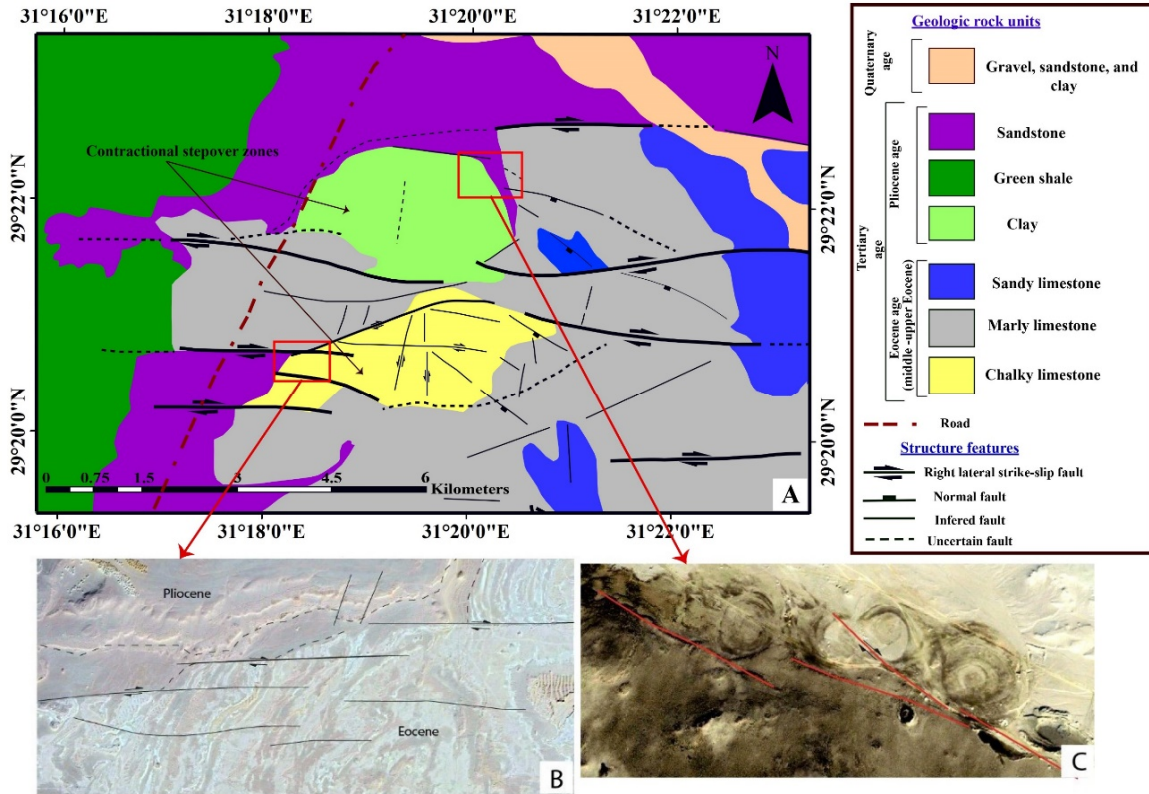 31°16'0"E
31°18'0"E
31°20'0"E
31°22'0"E
29°22'0"N
29°20'0"N
29°22'0"N
29°20'0"N
N
Contractional stepover zones
0 0.75 1.5 3 4.5 6
Kilometers
A
31°16'0"E
31°18'0"E
31°20'0"E
31°22'0"E
Geologic rock units
Quaternary age
Gravel, sandstone, and
clay
Tertiary age
Pliocene age
Sandstone
Green shale
Clay
Eocene age
(middle -upper Eocene)
Sandy limestone
Marly limestone
Chalky limestone
Road
Structure features
Right lateral strike-slip fault
Normal fault
Infered fault
Uncertain fault
Pliocene
Eocene
B
C